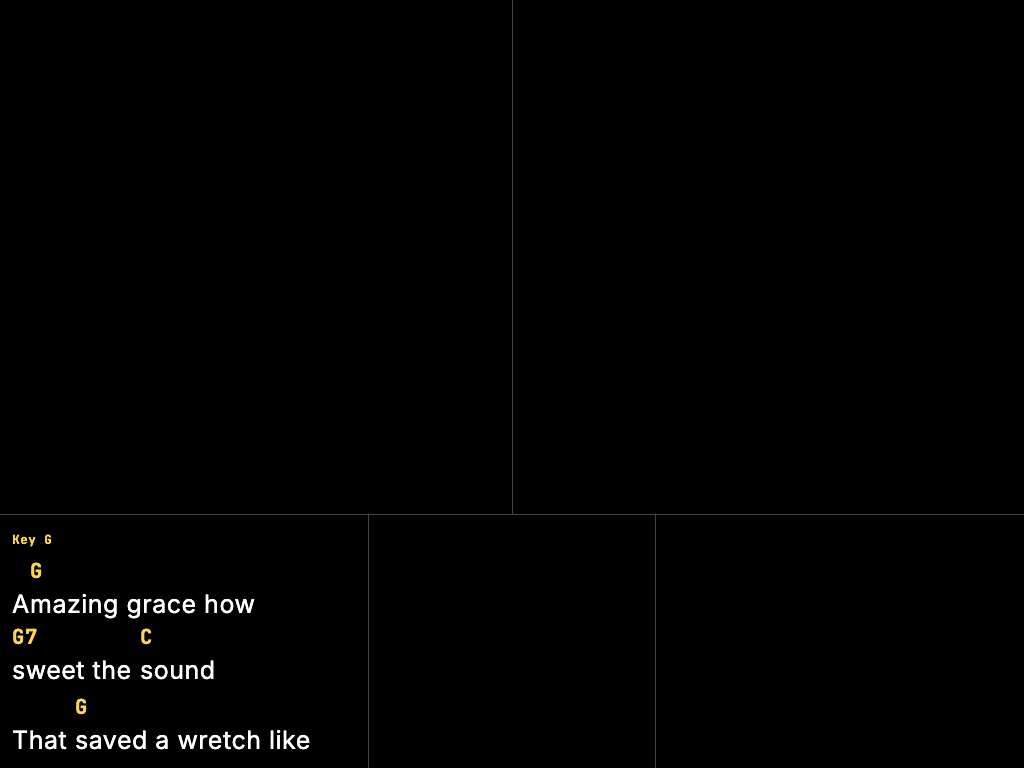 Key G
G
Amazing grace how
G7 C
sweet the sound
G
That saved a wretch like